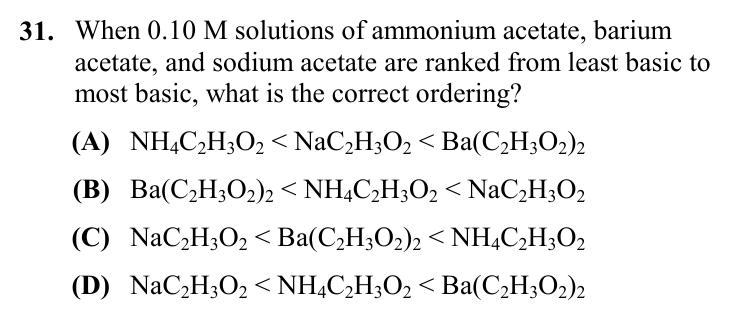 31. When 0.10 M solutions of ammonium acetate, barium
acetate, and sodium acetate are ranked from least basic to
most basic, what is the correct ordering?
(A) NH₄C₂H₃O₂ < NaC₂H₃O₂ < Ba(C₂H₃O₂)₂
(B) Ba(C₂H₃O₂)₂ < NH₄C₂H₃O₂ < NaC₂H₃O₂
(C) NaC₂H₃O₂ < Ba(C₂H₃O₂)₂ < NH₄C₂H₃O₂
(D) NaC₂H₃O₂ < NH₄C₂H₃O₂ < Ba(C₂H₃O₂)₂